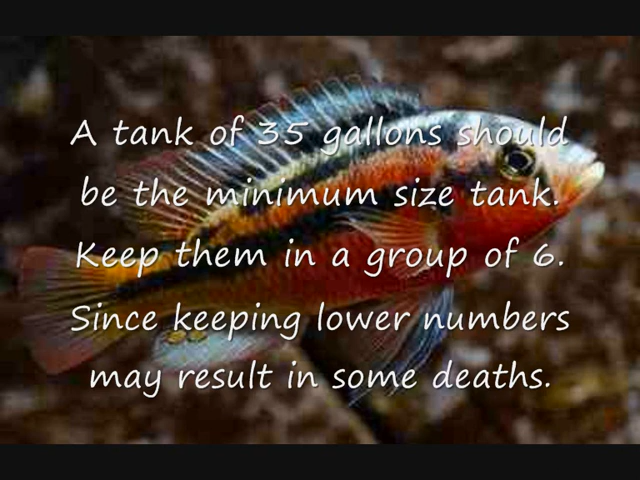 A tank of 35 gallons should
be the minimum size tank.
Keep them in a group of 6.
Since keeping lower numbers
may result in some deaths.